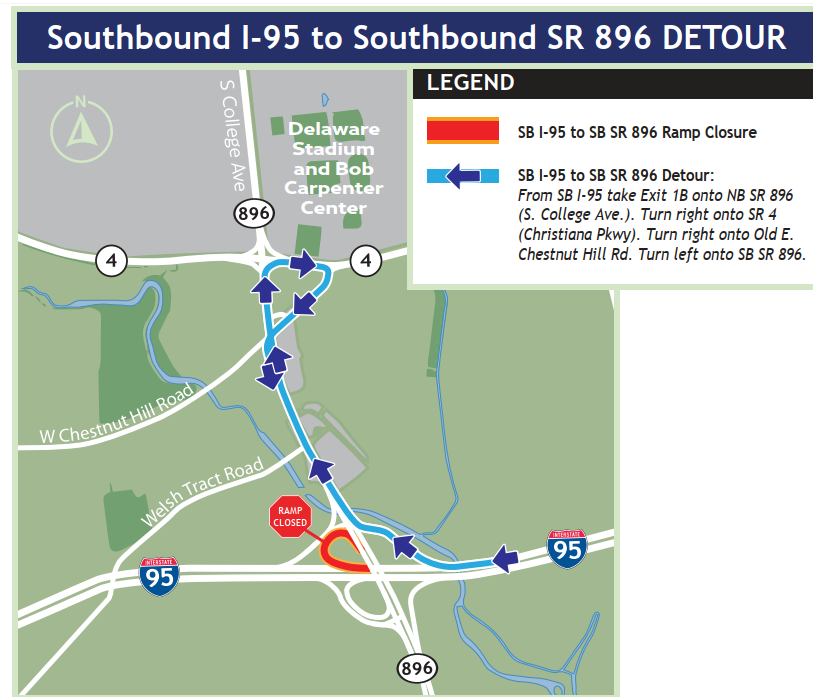 Southbound I-95 to Southbound SR 896 DETOUR
LEGEND
SB I-95 to SB SR 896 Ramp Closure
SB I-95 to SB SR 896 Detour:
From SB I-95 take Exit 1B onto NB SR 896
(S. College Ave.). Turn right onto SR 4
(Christiana Pkwy). Turn right onto Old E.
Chestnut Hill Rd. Turn left onto SB SR 896.
N
S College Ave
Delaware
Stadium
and Bob
Carpenter
Center
896
4
4
W Chestnut Hill Road
Welsh Tract Road
RAMP
CLOSED
INTERSTATE
95
INTERSTATE
95
896